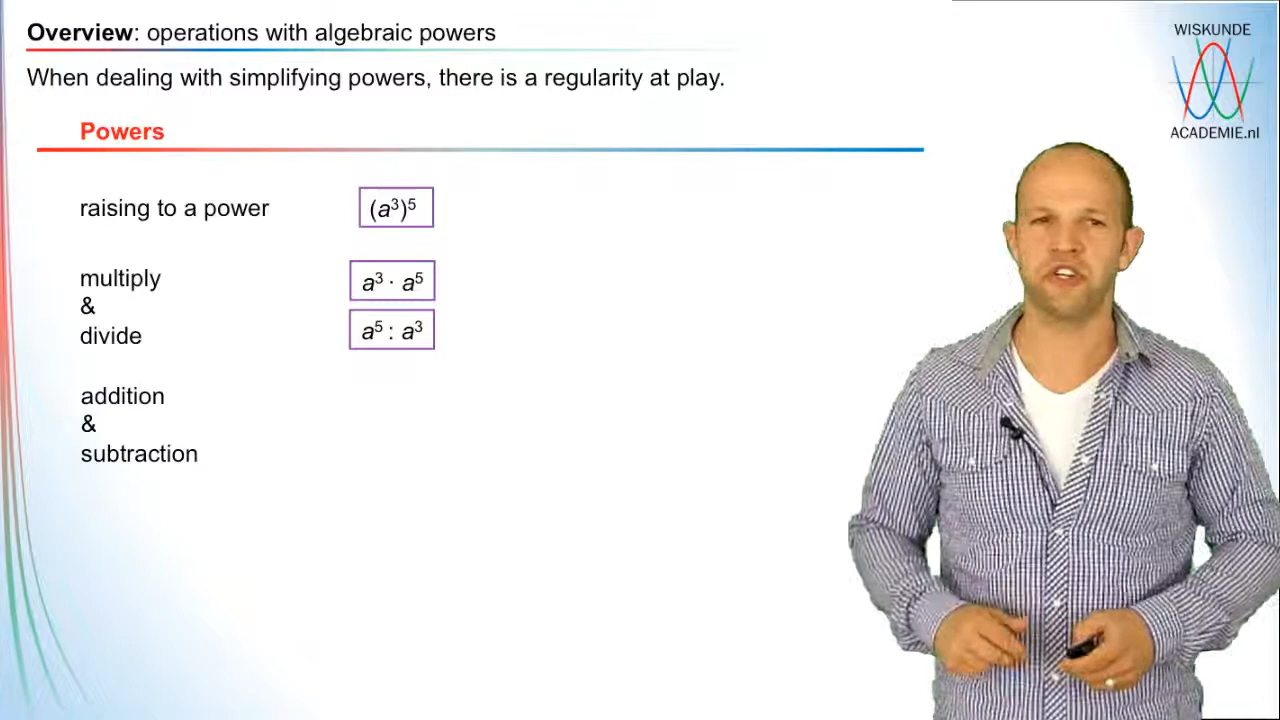 Overview: operations with algebraic powers
WISKUNDE
ACADEMIE.nl
When dealing with simplifying powers, there is a regularity at play.
Powers
raising to a power (a³)⁵
multiply a³ · a⁵
&
divide a⁵ : a³
addition
&
subtraction